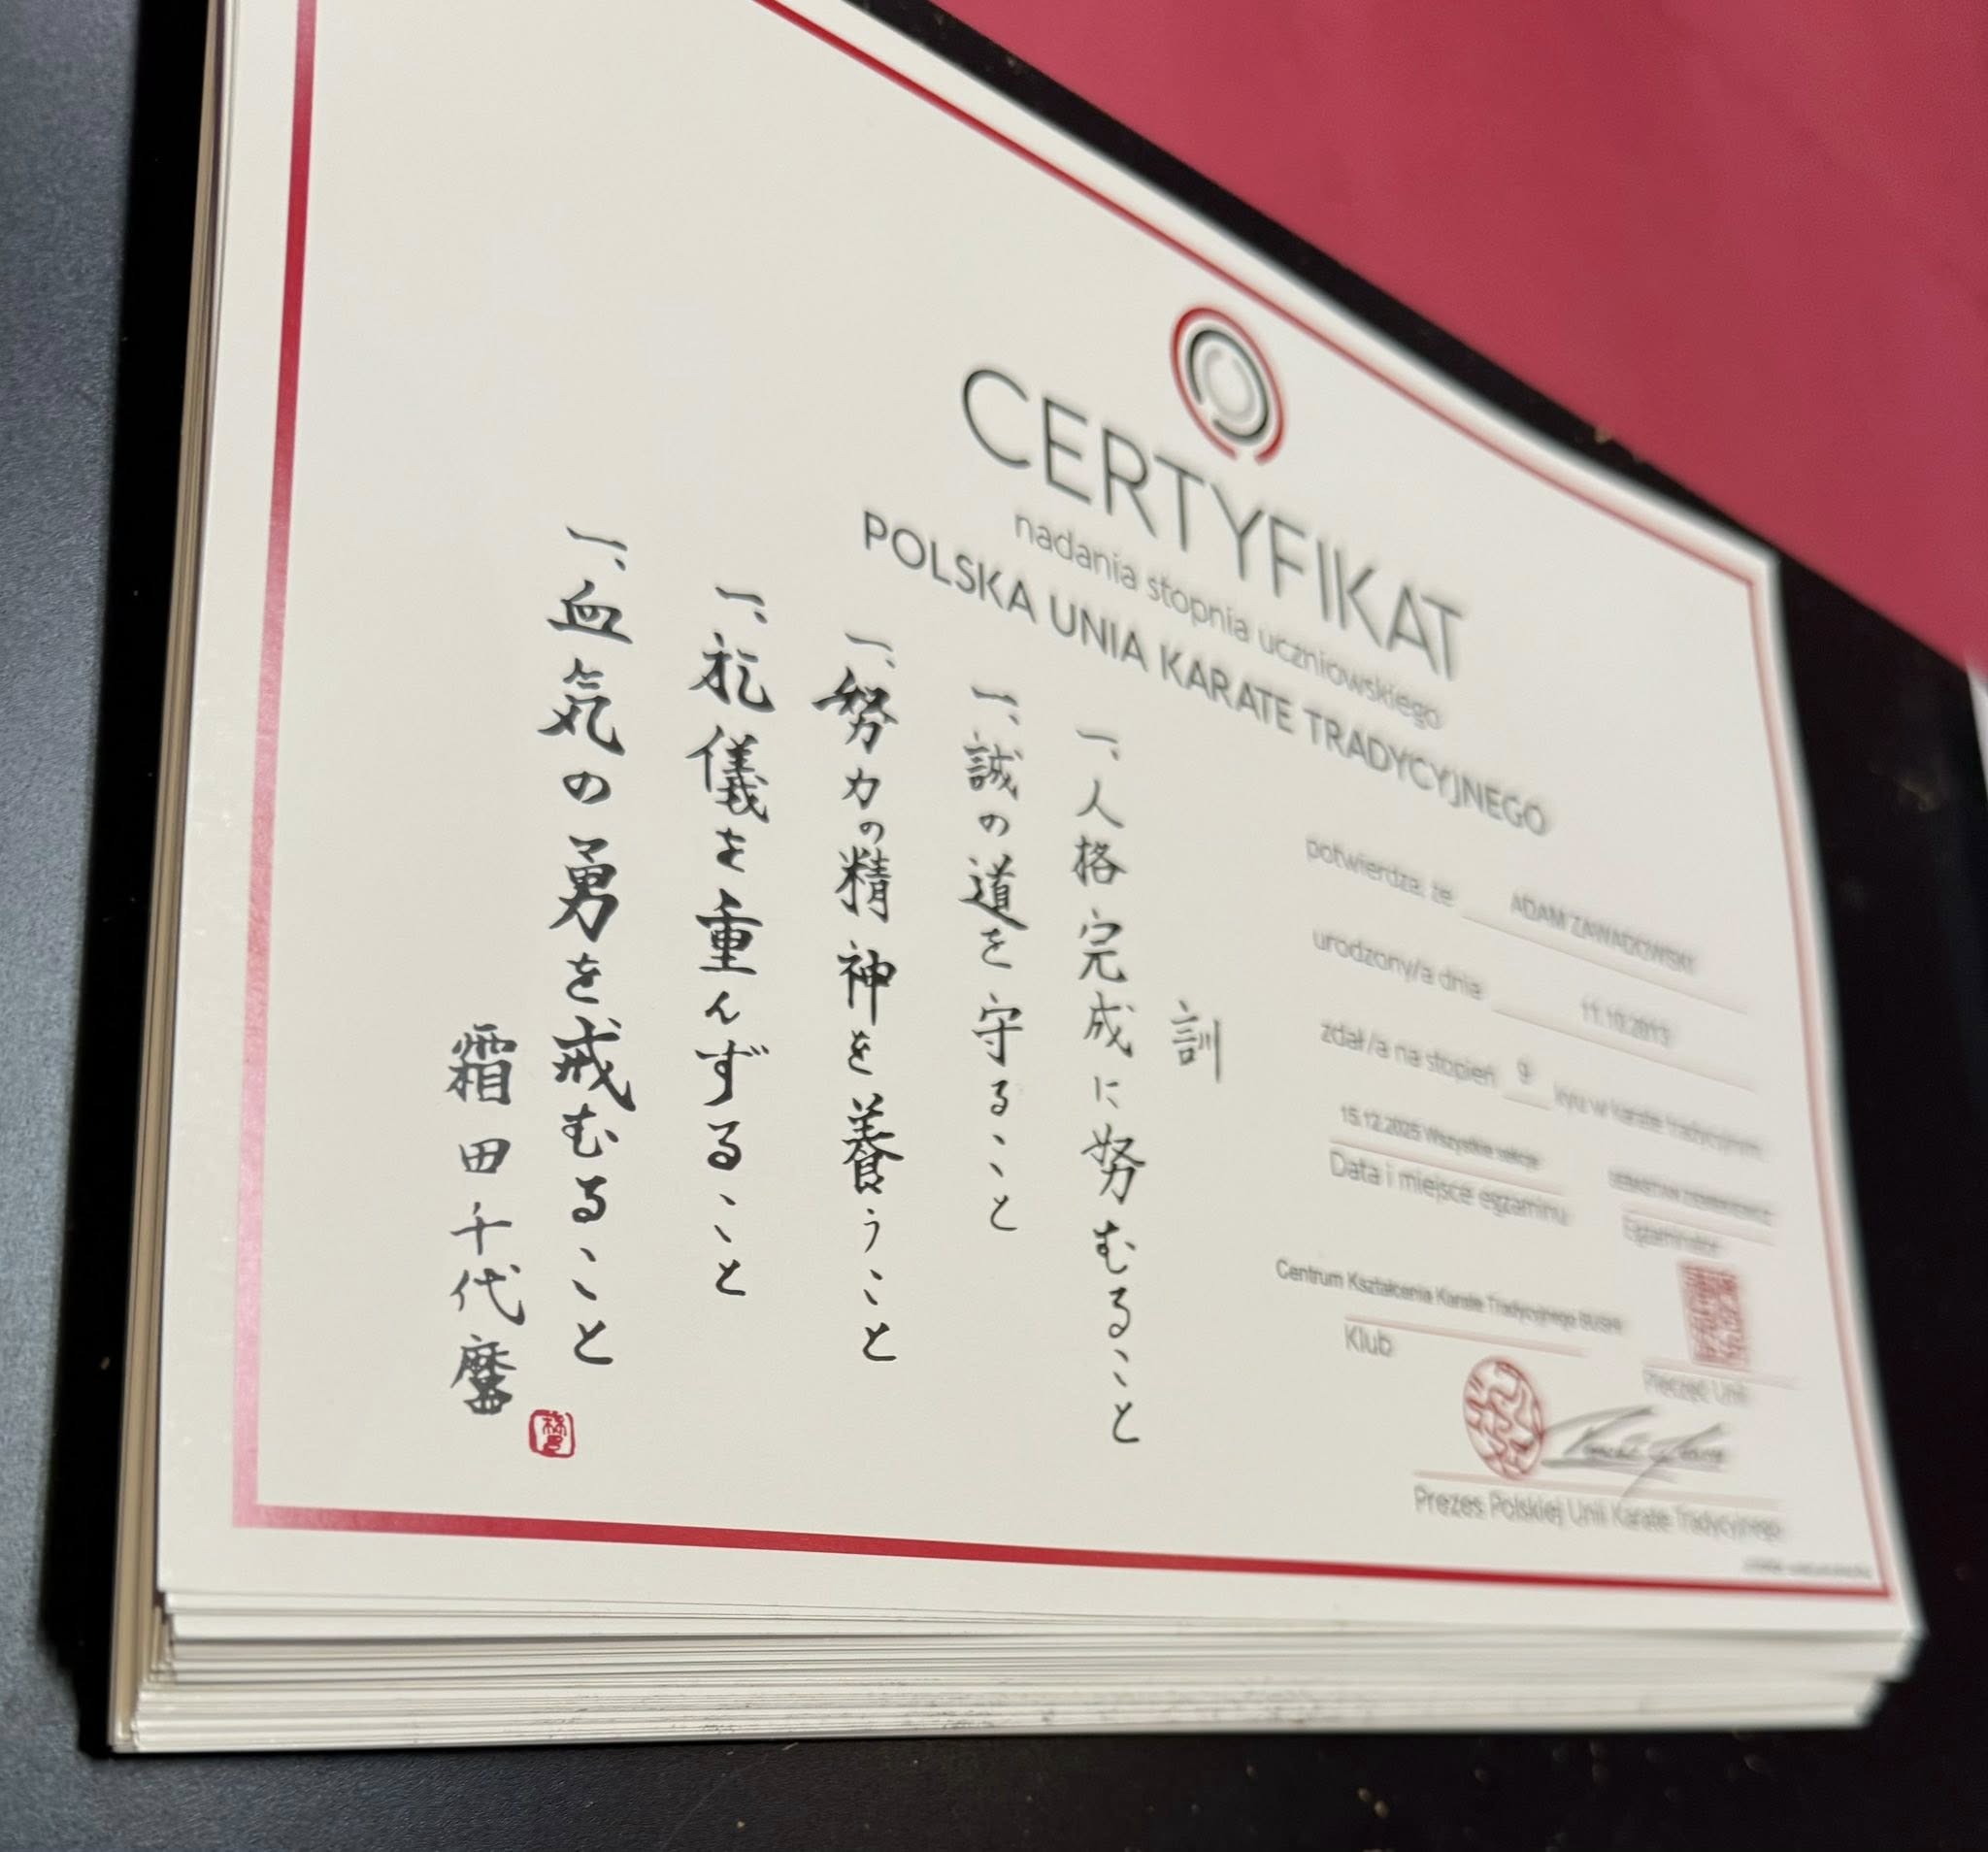 CERTYFIKAT
nadania stopnia uczniowskiego
POLSKA UNIA KARATE TRADYCYJNEGO
訓
一、人格完成に努むること
一、誠の道を守ること
一、努力の精神を養うこと
一、礼儀を重んずること
一、血気の勇を戒むること
霜田千代麿
potwierdza, że ADAM ZAWADOWSKI
urodzony/a dnia 11.10.2013
zdał/a na stopień 9 kyu w karate tradycyjnym
15.12.2025 Wszystkie sekcje
Data i miejsce egzaminu
Egzaminator
Centrum Kształcenia Karate Tradycyjnego BUSHI
Klub
Pieczęć Unii
Prezes Polskiej Unii Karate Tradycyjnego